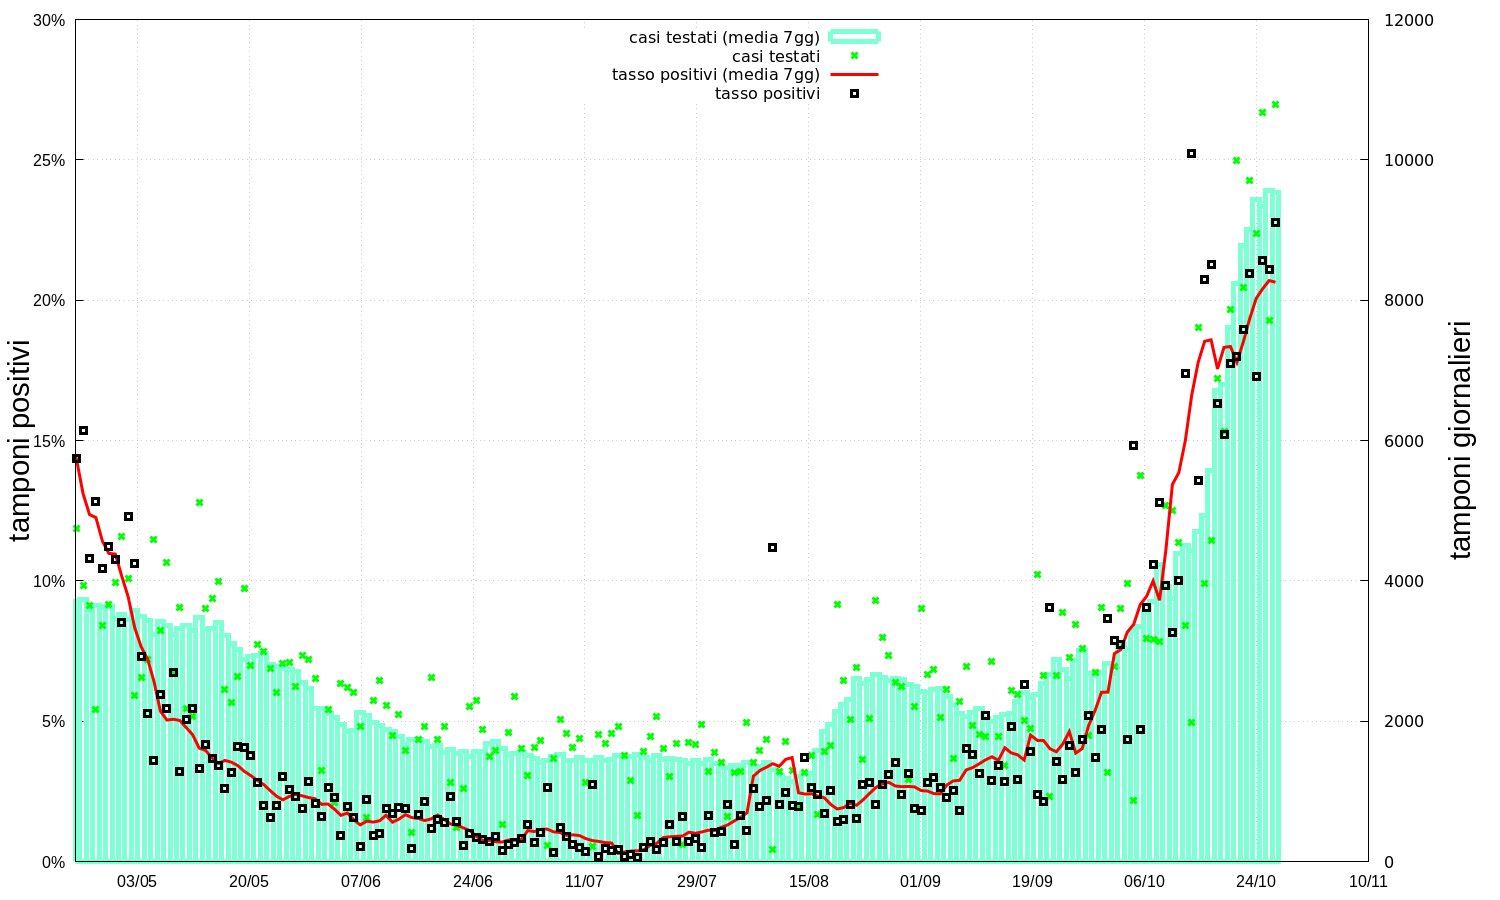 casi testati (media 7gg)
casi testati
tasso positivi (media 7gg)
tasso positivi
tamponi positivi
30%
25%
20%
15%
10%
5%
0%
12000
10000
8000
6000
4000
2000
0
tamponi giornalieri
03/05 20/05 07/06 24/06 11/07 29/07 15/08 01/09 19/09 06/10 24/10 10/11